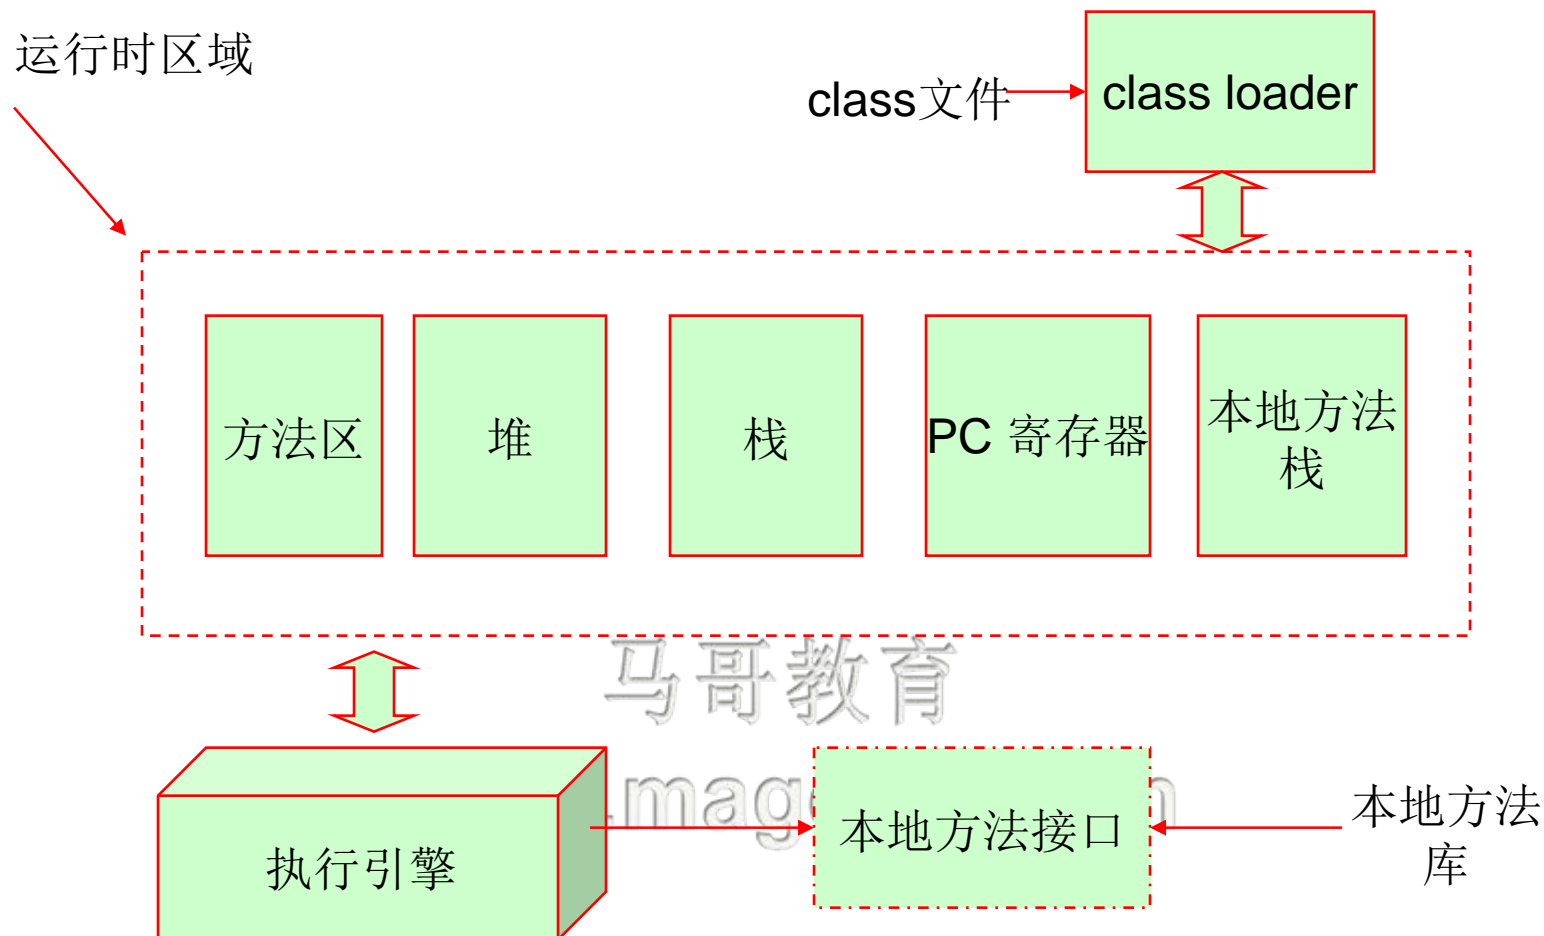 运行时区域
class文件
class loader
方法区
堆
栈
PC 寄存器
本地方法
栈
马哥教育
.mag
执行引擎
本地方法接口
本地方法
库